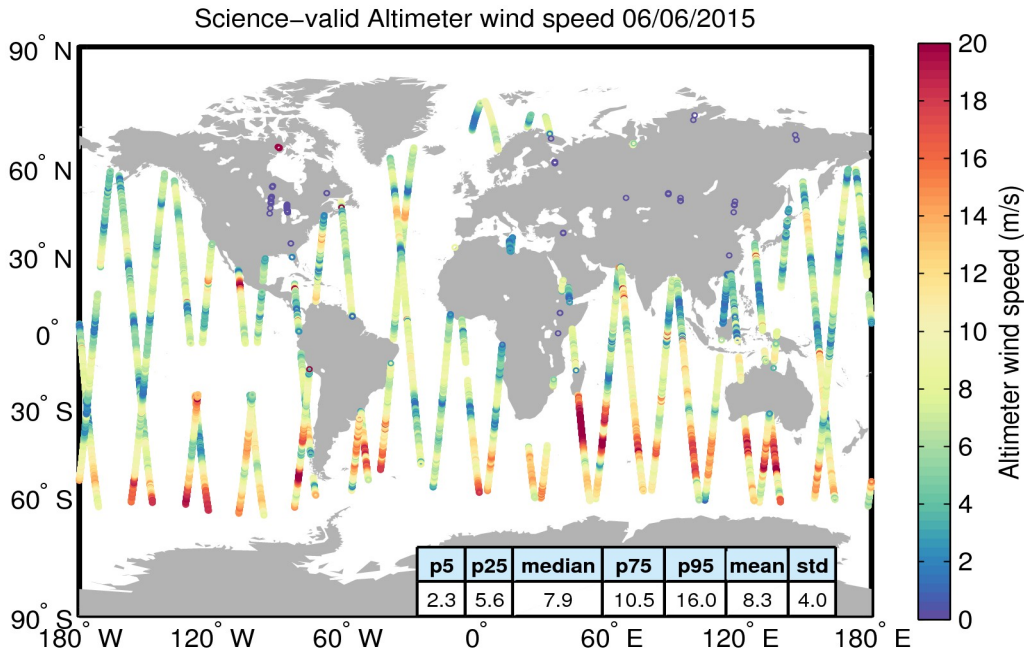 Science−valid Altimeter wind speed 06/06/2015
90° N
60° N
30° N
0°
30° S
60° S
90° S
180° W
120° W
60° W
0°
60° E
120° E
180° E
p5 p25 median p75 p95 mean std
2.3 5.6 7.9 10.5 16.0 8.3 4.0
20
18
16
14
12
10
8
6
4
2
0
Altimeter wind speed (m/s)